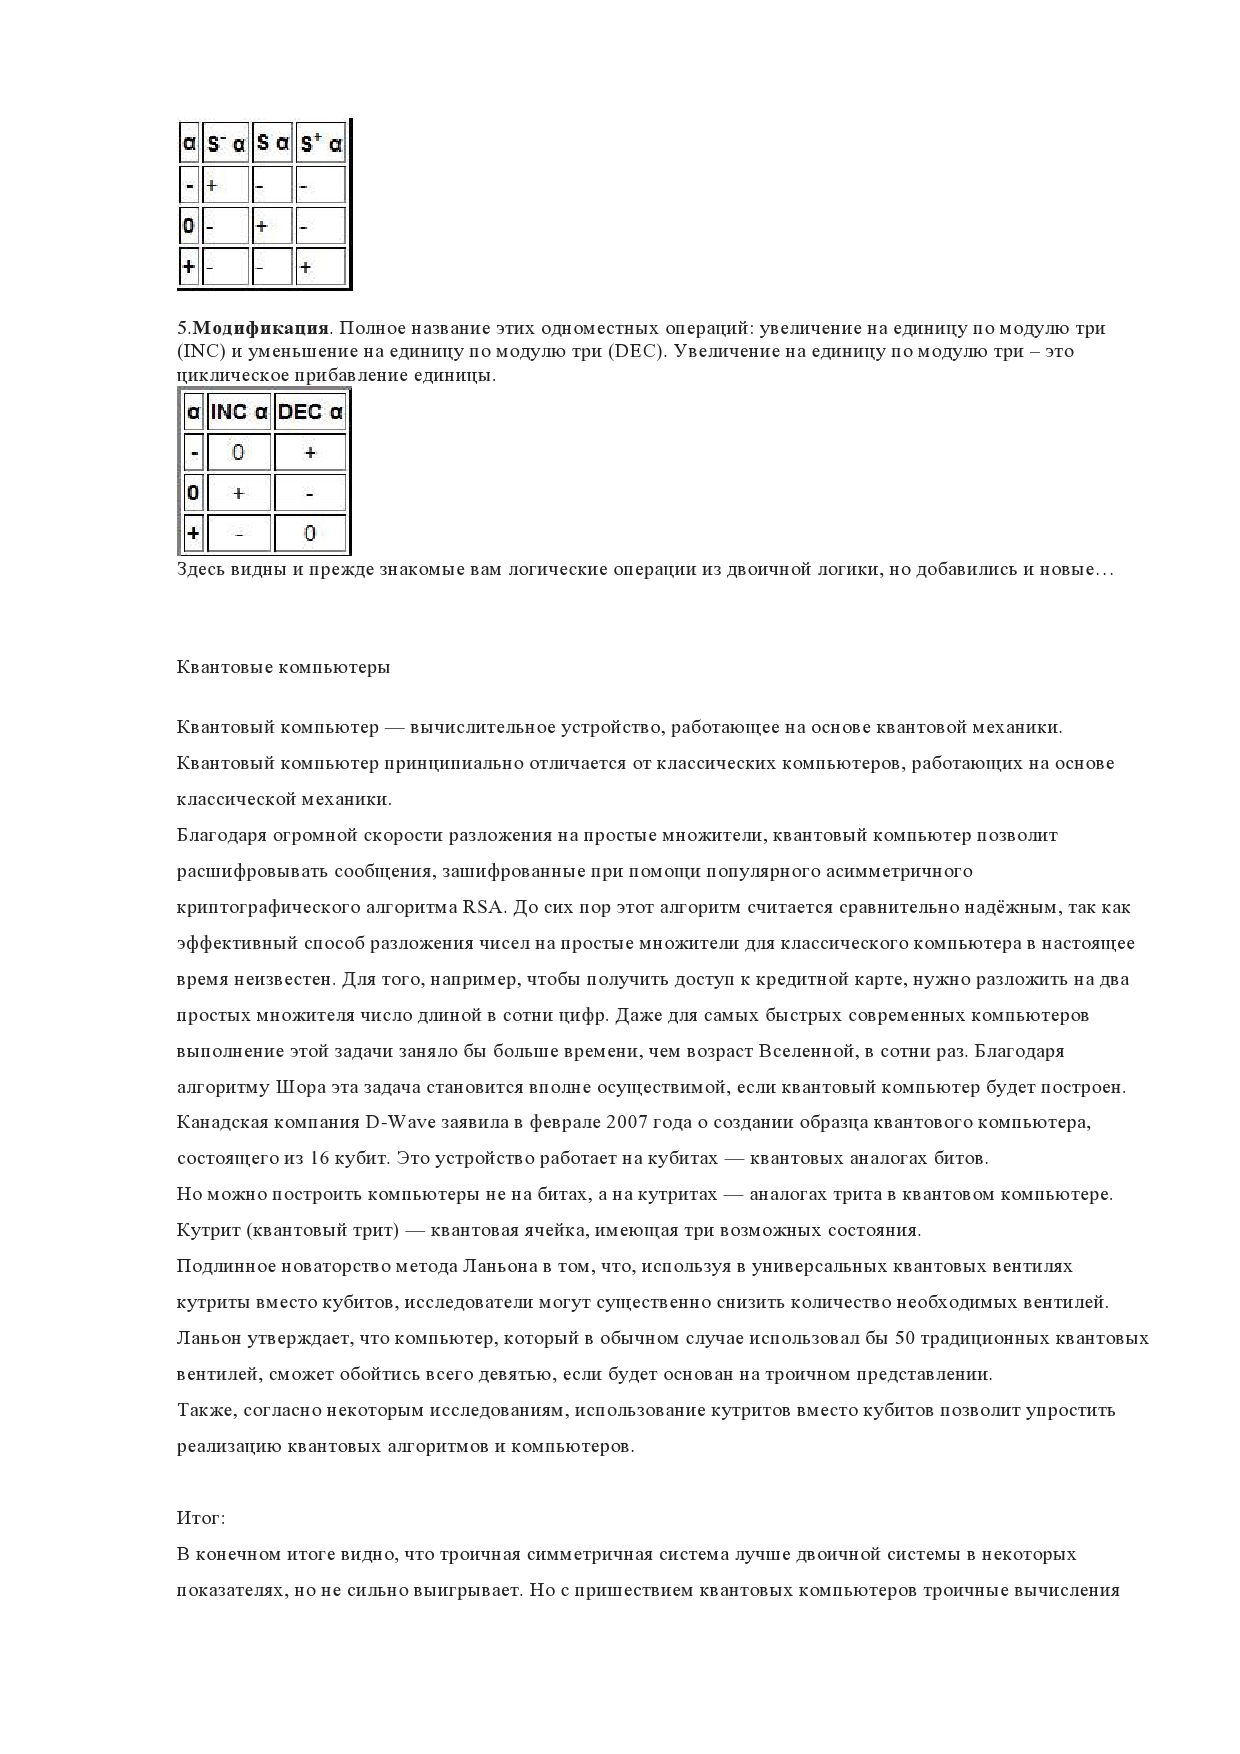 α S⁻ α S α S⁺ α
- + - -
0 - + -
+ - - +
5.Модификация. Полное название этих одноместных операций: увеличение на единицу по модулю три
(INC) и уменьшение на единицу по модулю три (DEC). Увеличение на единицу по модулю три – это
циклическое прибавление единицы.
α INC α DEC α
- 0 +
0 + -
+ - 0
Здесь видны и прежде знакомые вам логические операции из двоичной логики, но добавились и новые…
Квантовые компьютеры
Квантовый компьютер — вычислительное устройство, работающее на основе квантовой механики.
Квантовый компьютер принципиально отличается от классических компьютеров, работающих на основе
классической механики.
Благодаря огромной скорости разложения на простые множители, квантовый компьютер позволит
расшифровывать сообщения, зашифрованные при помощи популярного асимметричного
криптографического алгоритма RSA. До сих пор этот алгоритм считается сравнительно надёжным, так как
эффективный способ разложения чисел на простые множители для классического компьютера в настоящее
время неизвестен. Для того, например, чтобы получить доступ к кредитной карте, нужно разложить на два
простых множителя число длиной в сотни цифр. Даже для самых быстрых современных компьютеров
выполнение этой задачи заняло бы больше времени, чем возраст Вселенной, в сотни раз. Благодаря
алгоритму Шора эта задача становится вполне осуществимой, если квантовый компьютер будет построен.
Канадская компания D-Wave заявила в феврале 2007 года о создании образца квантового компьютера,
состоящего из 16 кубит. Это устройство работает на кубитах — квантовых аналогах битов.
Но можно построить компьютеры не на битах, а на кутритах — аналогах трита в квантовом компьютере.
Кутрит (квантовый трит) — квантовая ячейка, имеющая три возможных состояния.
Подлинное новаторство метода Ланьона в том, что, используя в универсальных квантовых вентилях
кутриты вместо кубитов, исследователи могут существенно снизить количество необходимых вентилей.
Ланьон утверждает, что компьютер, который в обычном случае использовал бы 50 традиционных квантовых
вентилей, сможет обойтись всего девятью, если будет основан на троичном представлении.
Также, согласно некоторым исследованиям, использование кутритов вместо кубитов позволит упростить
реализацию квантовых алгоритмов и компьютеров.
Итог:
В конечном итоге видно, что троичная симметричная система лучше двоичной системы в некоторых
показателях, но не сильно выигрывает. Но с пришествием квантовых компьютеров троичные вычисления